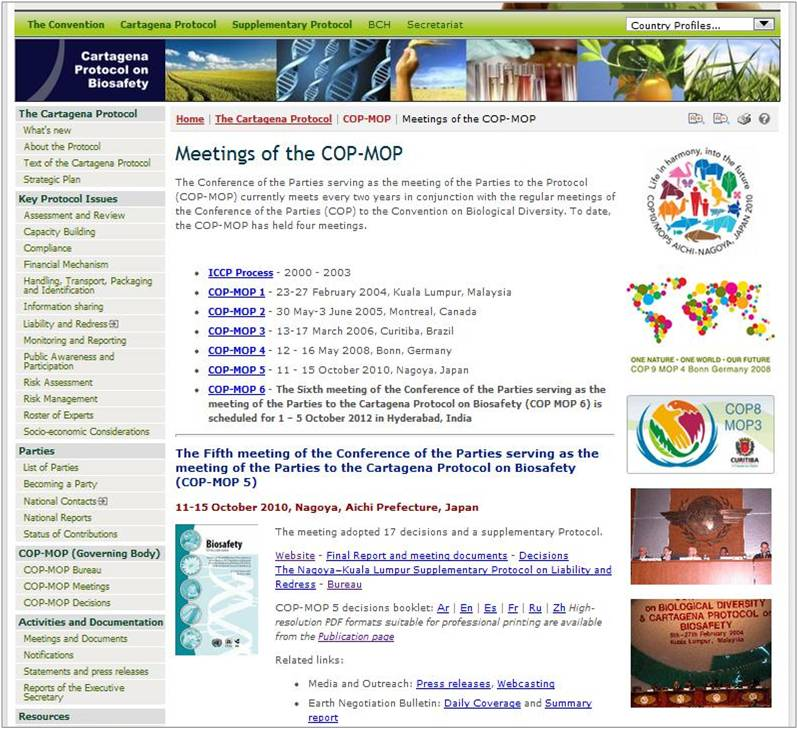 The Convention Cartagena Protocol Supplementary Protocol BCH Secretariat Country Profiles...
Cartagena
Protocol on
Biosafety
The Cartagena Protocol
What's new
About the Protocol
Text of the Cartagena Protocol
Strategic Plan
Key Protocol Issues
Assessment and Review
Capacity Building
Compliance
Financial Mechanism
Handling, Transport, Packaging
and Identification
Information sharing
Liability and Redress
Monitoring and Reporting
Public Awareness and
Participation
Risk Assessment
Risk Management
Roster of Experts
Socio-economic Considerations
Parties
List of Parties
Becoming a Party
National Contacts
National Reports
Status of Contributions
COP-MOP (Governing Body)
COP-MOP Bureau
COP-MOP Meetings
COP-MOP Decisions
Activities and Documentation
Meetings and Documents
Notifications
Statements and press releases
Reports of the Executive
Secretary
Resources
Home | The Cartagena Protocol | COP-MOP | Meetings of the COP-MOP
Meetings of the COP-MOP
The Conference of the Parties serving as the meeting of the Parties to the Protocol
(COP-MOP) currently meets every two years in conjunction with the regular meetings of
the Conference of the Parties (COP) to the Convention on Biological Diversity. To date,
the COP-MOP has held four meetings.
• ICCP Process - 2000 - 2003
• COP-MOP 1 - 23-27 February 2004, Kuala Lumpur, Malaysia
• COP-MOP 2 - 30 May-3 June 2005, Montreal, Canada
• COP-MOP 3 - 13-17 March 2006, Curitiba, Brazil
• COP-MOP 4 - 12 - 16 May 2008, Bonn, Germany
• COP-MOP 5 - 11 - 15 October 2010, Nagoya, Japan
• COP-MOP 6 - The Sixth meeting of the Conference of the Parties serving as the
meeting of the Parties to the Cartagena Protocol on Biosafety (COP MOP 6) is
scheduled for 1 – 5 October 2012 in Hyderabad, India
The Fifth meeting of the Conference of the Parties serving as the
meeting of the Parties to the Cartagena Protocol on Biosafety
(COP-MOP 5)
11-15 October 2010, Nagoya, Aichi Prefecture, Japan
Biosafety
The meeting adopted 17 decisions and a supplementary Protocol.
Website - Final Report and meeting documents - Decisions
The Nagoya–Kuala Lumpur Supplementary Protocol on Liability and
Redress - Bureau
COP-MOP 5 decisions booklet: Ar | En | Es | Fr | Ru | Zh High-
resolution PDF formats suitable for professional printing are available
from the Publication page
Related links:
• Media and Outreach: Press releases, Webcasting
• Earth Negotiation Bulletin: Daily Coverage and Summary
report
Life in harmony, into the future
COP10/MOP5 AICHI-NAGOYA, JAPAN 2010
ONE NATURE • ONE WORLD • OUR FUTURE
COP 9 MOP 4 Bonn Germany 2008
COP8
MOP3
CURITIBA
on BIOLOGICAL DIVERSITY
& CARTAGENA PROTOCOL ON
BIOSAFETY
27th February 2004
Kuala Lumpur, Malaysia